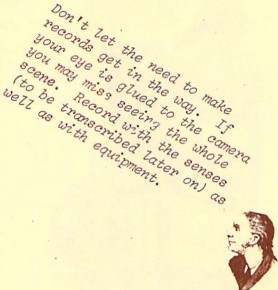 Don't let the need to make
records get in the way. If
your eye is glued to the camera
you may miss seeing the whole
scene. Record with the senses
(to be transcribed later on) as
well as with equipment.